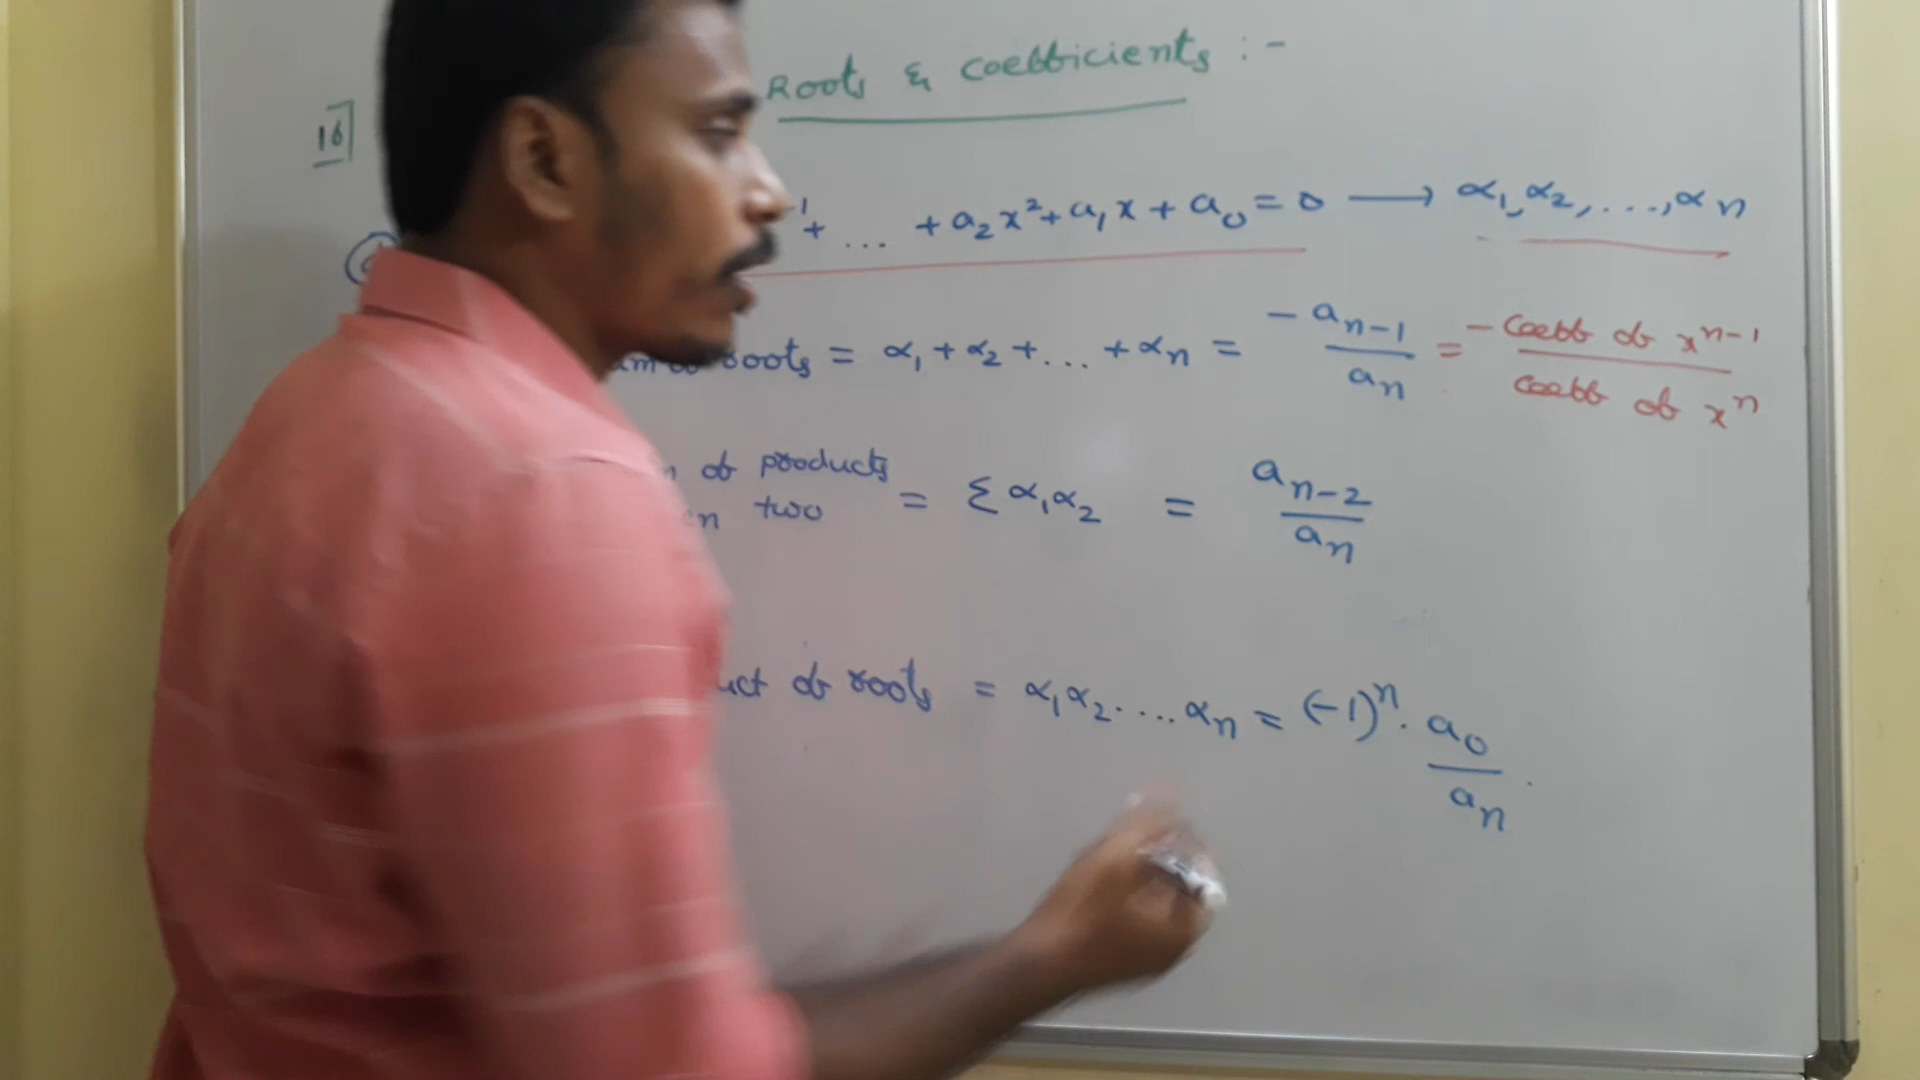 Roots & coefficients :-
16
+ ... + a₂x² + a₁x + a₀ = 0 ⟶ α₁, α₂, ..., αₙ
roots = α₁ + α₂ + ... + αₙ = -aₙ₋₁/aₙ = -coeff of xⁿ⁻¹/coeff of xⁿ
of products
two = Σα₁α₂ = aₙ₋₂/aₙ
of roots = α₁α₂....αₙ = (-1)ⁿ. a₀/aₙ.